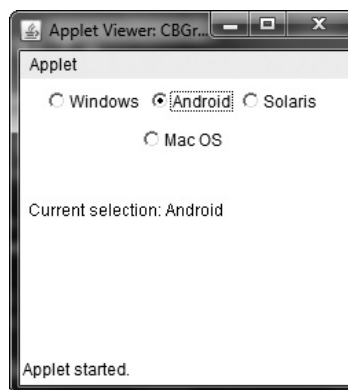 Applet Viewer: CBGr...
Applet
Windows Android Solaris
Mac OS
Current selection: Android
Applet started.